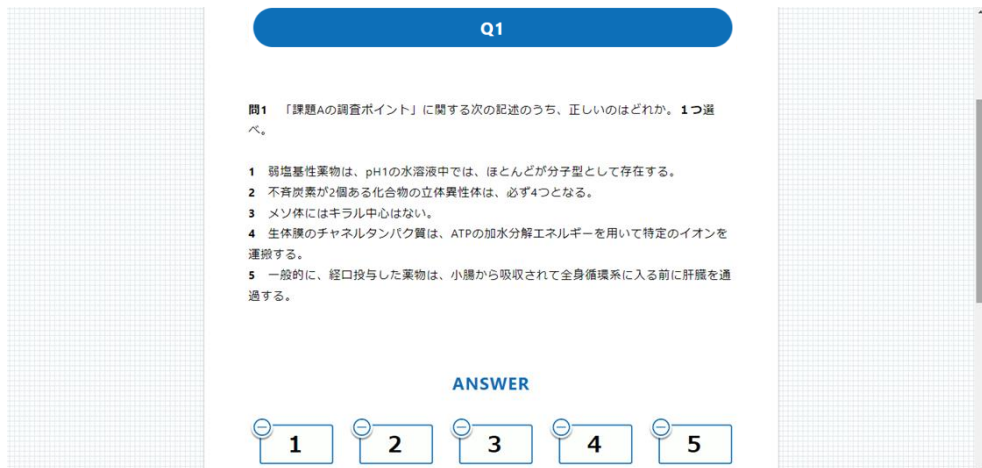 Q1
問1 「課題Aの調査ポイント」に関する次の記述のうち、正しいのはどれか。1つ選
べ。
1 弱塩基性薬物は、pH1の水溶液中では、ほとんどが分子型として存在する。
2 不斉炭素が2個ある化合物の立体異性体は、必ず4つとなる。
3 メソ体にはキラル中心はない。
4 生体膜のチャネルタンパク質は、ATPの加水分解エネルギーを用いて特定のイオンを
運搬する。
5 一般的に、経口投与した薬物は、小腸から吸収されて全身循環系に入る前に肝臓を通
過する。
ANSWER
1 2 3 4 5